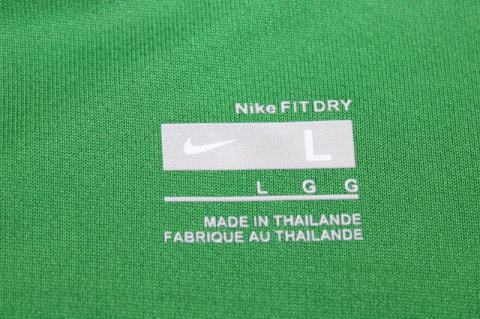 Nike FIT DRY
L
L G G
MADE IN THAILANDE
FABRIQUE AU THAILANDE